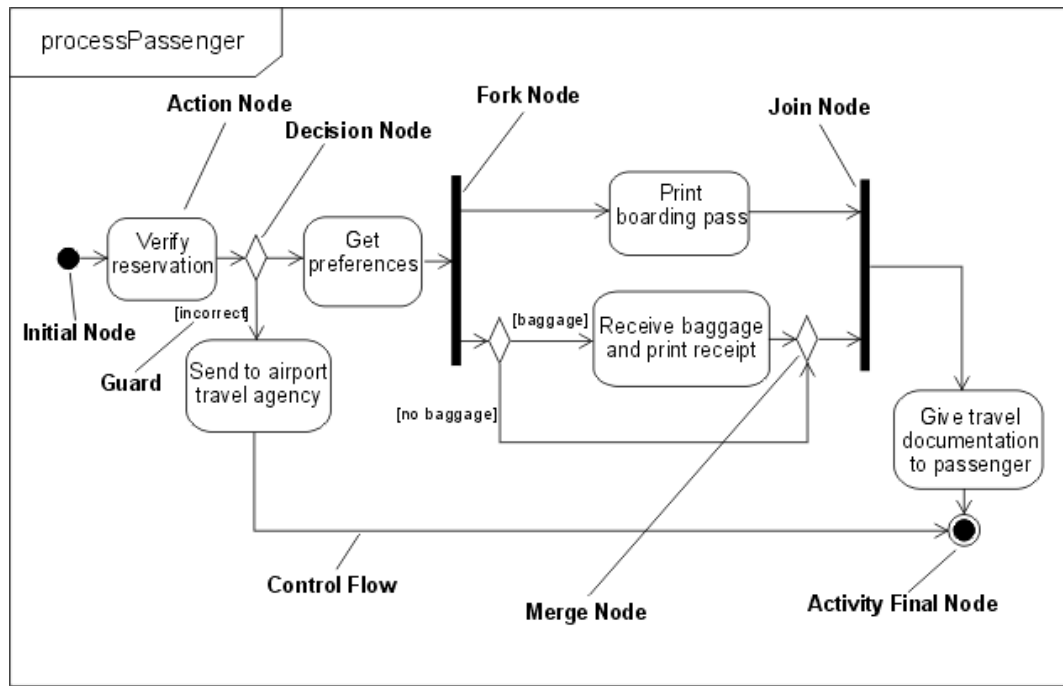 processPassenger
Action Node
Decision Node
Fork Node
Join Node
Verify
reservation
Get
preferences
Print
boarding pass
Initial Node
[incorrect]
Guard
Send to airport
travel agency
[baggage]
Receive baggage
and print receipt
[no baggage]
Give travel
documentation
to passenger
Control Flow
Merge Node
Activity Final Node